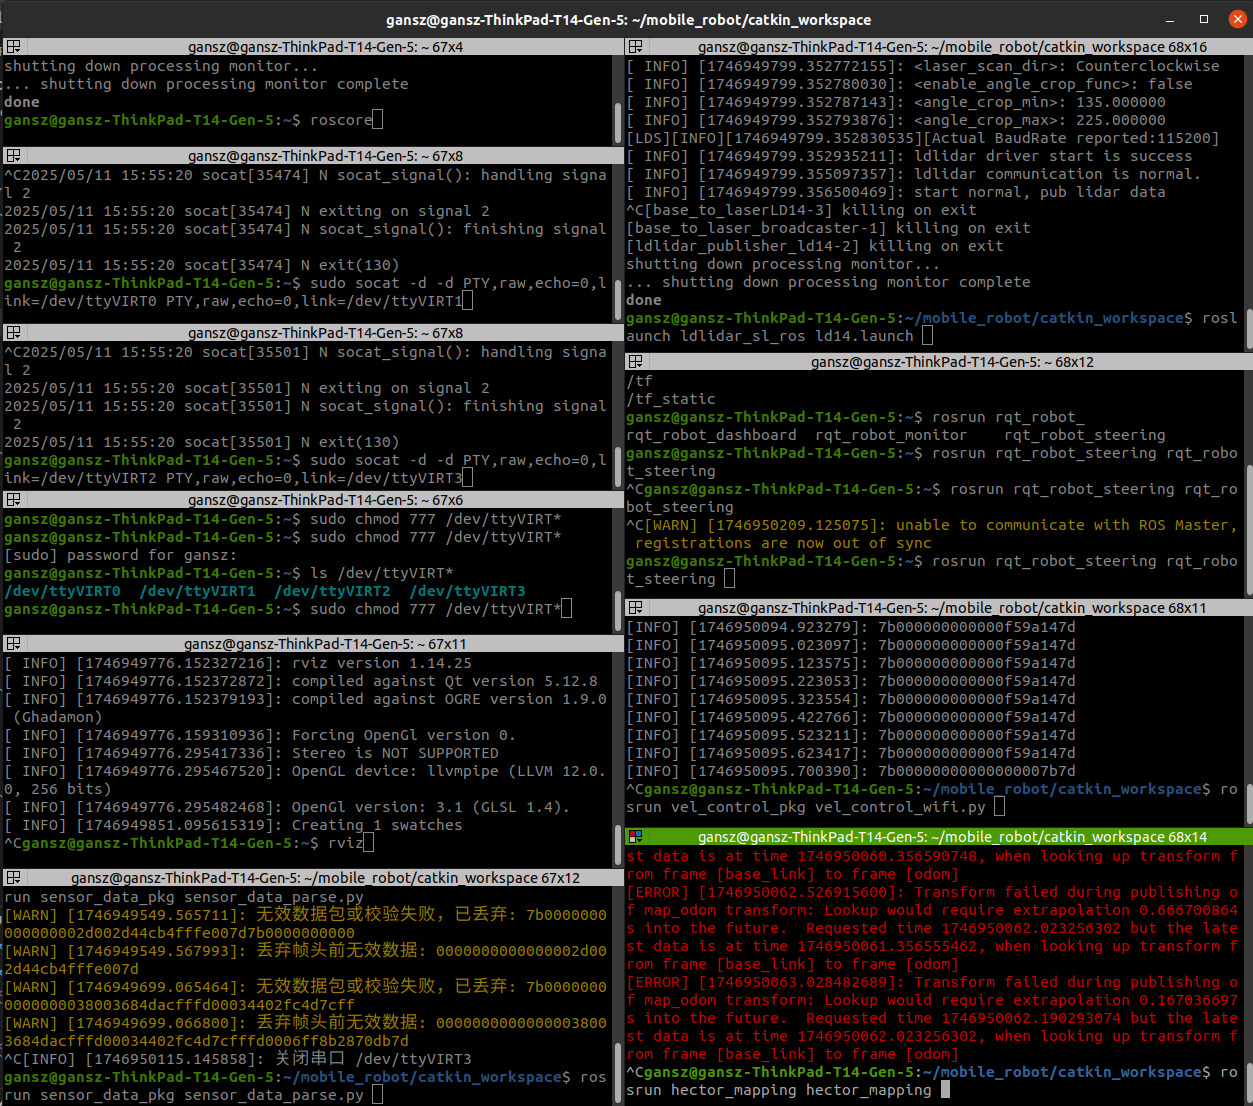 gansz@gansz-ThinkPad-T14-Gen-5: ~/mobile_robot/catkin_workspace
gansz@gansz-ThinkPad-T14-Gen-5: ~ 67x4
shutting down processing monitor...
... shutting down processing monitor complete
done
gansz@gansz-ThinkPad-T14-Gen-5:~$ roscore
gansz@gansz-ThinkPad-T14-Gen-5: ~ 67x8
^C2025/05/11 15:55:20 socat[35474] N socat_signal(): handling signa
l 2
2025/05/11 15:55:20 socat[35474] N exiting on signal 2
2025/05/11 15:55:20 socat[35474] N socat_signal(): finishing signal
2
2025/05/11 15:55:20 socat[35474] N exit(130)
gansz@gansz-ThinkPad-T14-Gen-5:~$ sudo socat -d -d PTY,raw,echo=0,l
ink=/dev/ttyVIRT0 PTY,raw,echo=0,link=/dev/ttyVIRT1
gansz@gansz-ThinkPad-T14-Gen-5: ~ 67x8
^C2025/05/11 15:55:20 socat[35501] N socat_signal(): handling signa
l 2
2025/05/11 15:55:20 socat[35501] N exiting on signal 2
2025/05/11 15:55:20 socat[35501] N socat_signal(): finishing signal
2
2025/05/11 15:55:20 socat[35501] N exit(130)
gansz@gansz-ThinkPad-T14-Gen-5:~$ sudo socat -d -d PTY,raw,echo=0,l
ink=/dev/ttyVIRT2 PTY,raw,echo=0,link=/dev/ttyVIRT3
gansz@gansz-ThinkPad-T14-Gen-5: ~ 67x6
gansz@gansz-ThinkPad-T14-Gen-5:~$ sudo chmod 777 /dev/ttyVIRT*
gansz@gansz-ThinkPad-T14-Gen-5:~$ sudo chmod 777 /dev/ttyVIRT*
[sudo] password for gansz:
gansz@gansz-ThinkPad-T14-Gen-5:~$ ls /dev/ttyVIRT*
/dev/ttyVIRT0  /dev/ttyVIRT1  /dev/ttyVIRT2  /dev/ttyVIRT3
gansz@gansz-ThinkPad-T14-Gen-5:~$ sudo chmod 777 /dev/ttyVIRT*
gansz@gansz-ThinkPad-T14-Gen-5: ~ 67x11
[ INFO] [1746949776.152327216]: rviz version 1.14.25
[ INFO] [1746949776.152372872]: compiled against Qt version 5.12.8
[ INFO] [1746949776.152379193]: compiled against OGRE version 1.9.0
(Ghadamon)
[ INFO] [1746949776.159310936]: Forcing OpenGl version 0.
[ INFO] [1746949776.295417336]: Stereo is NOT SUPPORTED
[ INFO] [1746949776.295467520]: OpenGL device: llvmpipe (LLVM 12.0.
0, 256 bits)
[ INFO] [1746949776.295482468]: OpenGl version: 3.1 (GLSL 1.4).
[ INFO] [1746949851.095615319]: Creating 1 swatches
^Cgansz@gansz-ThinkPad-T14-Gen-5:~$ rviz
gansz@gansz-ThinkPad-T14-Gen-5: ~/mobile_robot/catkin_workspace 67x12
run sensor_data_pkg sensor_data_parse.py
[WARN] [1746949549.565711]: 无效数据包或校验失败，已丢弃: 7b0000000
000000002d002d44cb4fffe007d7b0000000000
[WARN] [1746949549.567993]: 丢弃帧头前无效数据: 0000000000000002d00
2d44cb4fffe007d
[WARN] [1746949699.065464]: 无效数据包或校验失败，已丢弃: 7b0000000
0000000038003684dacfffd00034402fc4d7cff
[WARN] [1746949699.066800]: 丢弃帧头前无效数据: 0000000000000003800
3684dacfffd00034402fc4d7cfffd0006ff8b2870db7d
^C[INFO] [1746950115.145858]: 关闭串口 /dev/ttyVIRT3
gansz@gansz-ThinkPad-T14-Gen-5:~/mobile_robot/catkin_workspace$ ros
run sensor_data_pkg sensor_data_parse.py
gansz@gansz-ThinkPad-T14-Gen-5: ~/mobile_robot/catkin_workspace 68x16
[ INFO] [1746949799.352772155]: <laser_scan_dir>: Counterclockwise
[ INFO] [1746949799.352780030]: <enable_angle_crop_func>: false
[ INFO] [1746949799.352787143]: <angle_crop_min>: 135.000000
[ INFO] [1746949799.352793876]: <angle_crop_max>: 225.000000
[LDS][INFO][1746949799.352830535][Actual BaudRate reported:115200]
[ INFO] [1746949799.352935211]: ldlidar driver start is success
[ INFO] [1746949799.355097357]: ldlidar communication is normal.
[ INFO] [1746949799.356500469]: start normal, pub lidar data
^C[base_to_laserLD14-3] killing on exit
[base_to_laser_broadcaster-1] killing on exit
[ldlidar_publisher_ld14-2] killing on exit
shutting down processing monitor...
... shutting down processing monitor complete
done
gansz@gansz-ThinkPad-T14-Gen-5:~/mobile_robot/catkin_workspace$ rosl
aunch ldlidar_sl_ros ld14.launch
gansz@gansz-ThinkPad-T14-Gen-5: ~ 68x12
/tf
/tf_static
gansz@gansz-ThinkPad-T14-Gen-5:~$ rosrun rqt_robot_
rqt_robot_dashboard  rqt_robot_monitor    rqt_robot_steering
gansz@gansz-ThinkPad-T14-Gen-5:~$ rosrun rqt_robot_steering rqt_robo
t_steering
^Cgansz@gansz-ThinkPad-T14-Gen-5:~$ rosrun rqt_robot_steering rqt_ro
bot_steering
^C[WARN] [1746950209.125075]: unable to communicate with ROS Master,
registrations are now out of sync
gansz@gansz-ThinkPad-T14-Gen-5:~$ rosrun rqt_robot_steering rqt_robo
t_steering
gansz@gansz-ThinkPad-T14-Gen-5: ~/mobile_robot/catkin_workspace 68x11
[INFO] [1746950094.923279]: 7b000000000000f59a147d
[INFO] [1746950095.023097]: 7b000000000000f59a147d
[INFO] [1746950095.123575]: 7b000000000000f59a147d
[INFO] [1746950095.223053]: 7b000000000000f59a147d
[INFO] [1746950095.323554]: 7b000000000000f59a147d
[INFO] [1746950095.422766]: 7b000000000000f59a147d
[INFO] [1746950095.523211]: 7b000000000000f59a147d
[INFO] [1746950095.623417]: 7b000000000000f59a147d
[INFO] [1746950095.700390]: 7b00000000000000007b7d
^Cgansz@gansz-ThinkPad-T14-Gen-5:~/mobile_robot/catkin_workspace$ ro
srun vel_control_pkg vel_control_wifi.py
gansz@gansz-ThinkPad-T14-Gen-5: ~/mobile_robot/catkin_workspace 68x14
st data is at time 1746950060.356590748, when looking up transform f
rom frame [base_link] to frame [odom]
[ERROR] [1746950062.526915600]: Transform failed during publishing o
f map_odom transform: Lookup would require extrapolation 0.666700864
s into the future.  Requested time 1746950062.023256302 but the late
st data is at time 1746950061.356555462, when looking up transform f
rom frame [base_link] to frame [odom]
[ERROR] [1746950063.028482689]: Transform failed during publishing o
f map_odom transform: Lookup would require extrapolation 0.167036697
s into the future.  Requested time 1746950062.190293074 but the late
st data is at time 1746950062.023256302, when looking up transform f
rom frame [base_link] to frame [odom]
^Cgansz@gansz-ThinkPad-T14-Gen-5:~/mobile_robot/catkin_workspace$ ro
srun hector_mapping hector_mapping